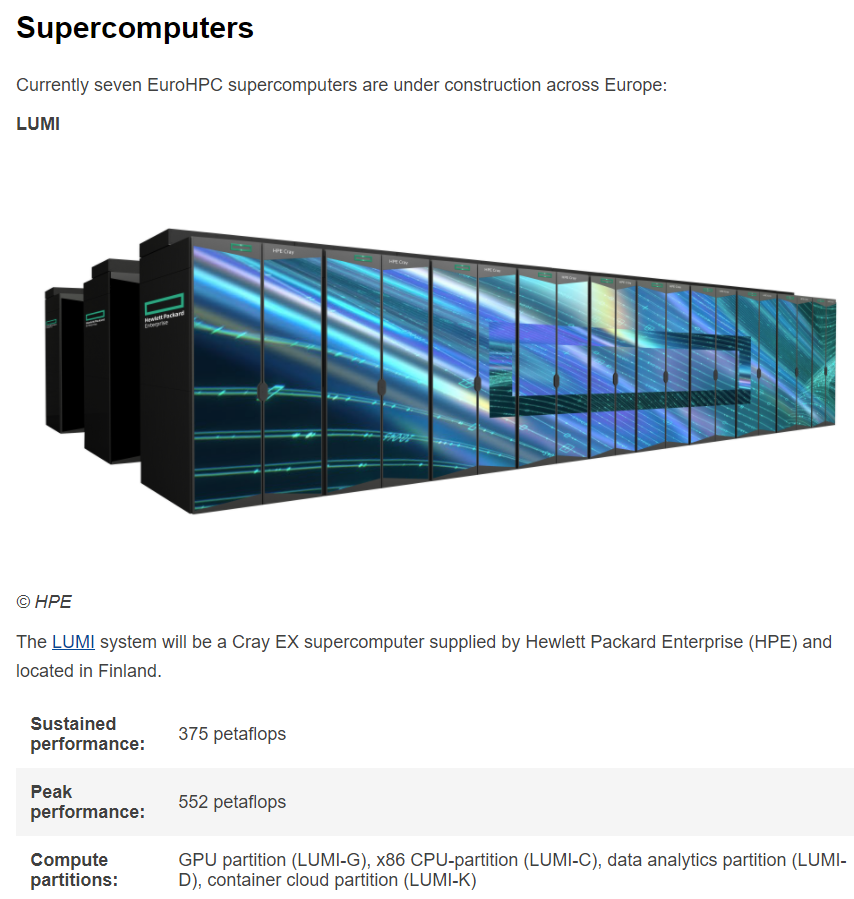 Supercomputers
Currently seven EuroHPC supercomputers are under construction across Europe:
LUMI
HPE Cray
HPE Cray
Hewlett Packard
Enterprise
© HPE
The LUMI system will be a Cray EX supercomputer supplied by Hewlett Packard Enterprise (HPE) and
located in Finland.
Sustained
performance:
375 petaflops
Peak
performance:
552 petaflops
Compute
partitions:
GPU partition (LUMI-G), x86 CPU-partition (LUMI-C), data analytics partition (LUMI-
D), container cloud partition (LUMI-K)